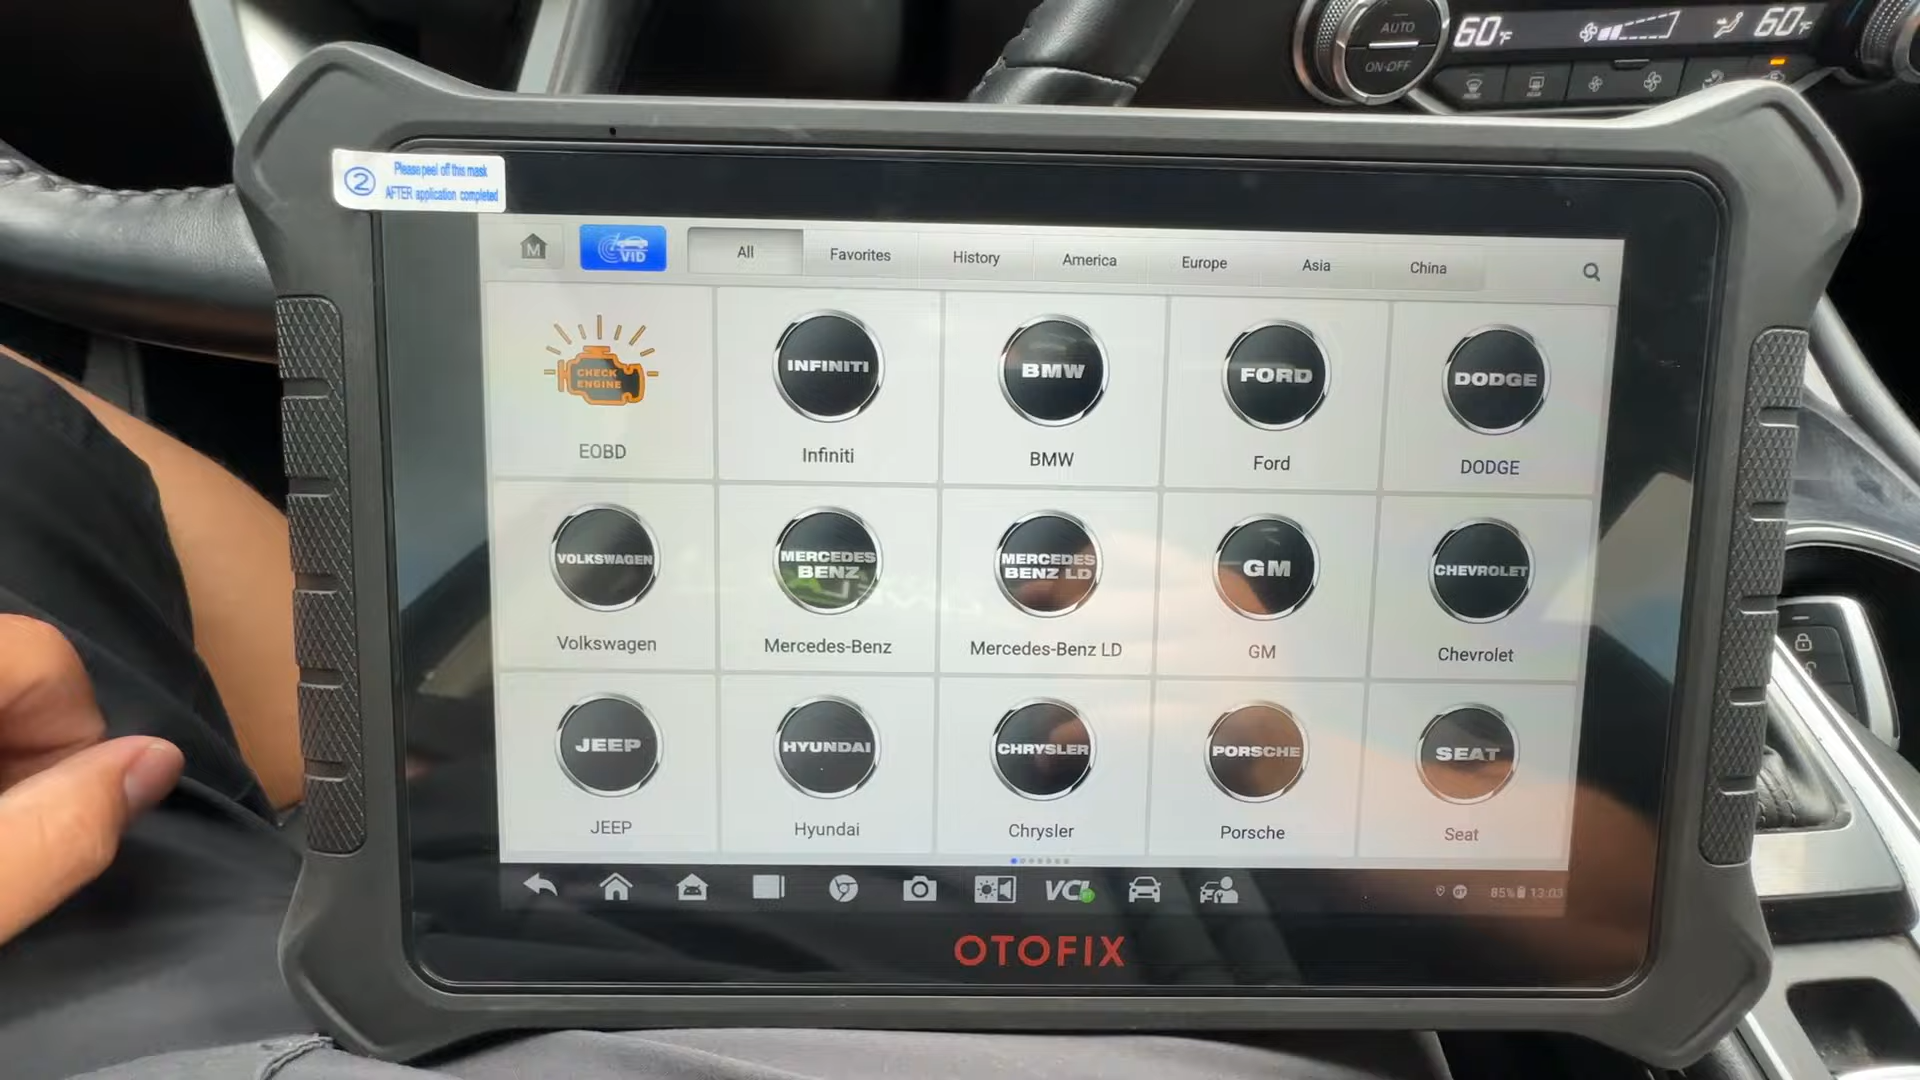 AUTO
ON-OFF
60°F
60°F
FRONT
REAR
② Please peel off this mask
AFTER application completed
M
VID
All
Favorites
History
America
Europe
Asia
China
CHECK
ENGINE
EOBD
INFINITI
Infiniti
BMW
BMW
FORD
Ford
DODGE
DODGE
VOLKSWAGEN
Volkswagen
MERCEDES
BENZ
Mercedes-Benz
MERCEDES
BENZ LD
Mercedes-Benz LD
GM
GM
CHEVROLET
Chevrolet
JEEP
JEEP
HYUNDAI
Hyundai
CHRYSLER
Chrysler
PORSCHE
Porsche
SEAT
Seat
VCI
85%
13:03
OTOFIX